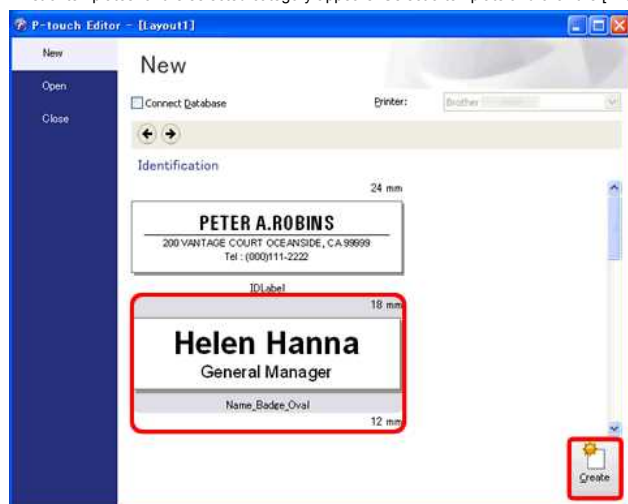 P-touch Editor - [Layout1]
New
Open
Close
New
Connect Database
Printer:
Brother
Identification
24 mm
PETER A.ROBINS
200 VANTAGE COURT OCEANSIDE, CA 99999
Tel : (000)111-2222
IDLabel
18 mm
Helen Hanna
General Manager
Name_Badge_Oval
12 mm
Create